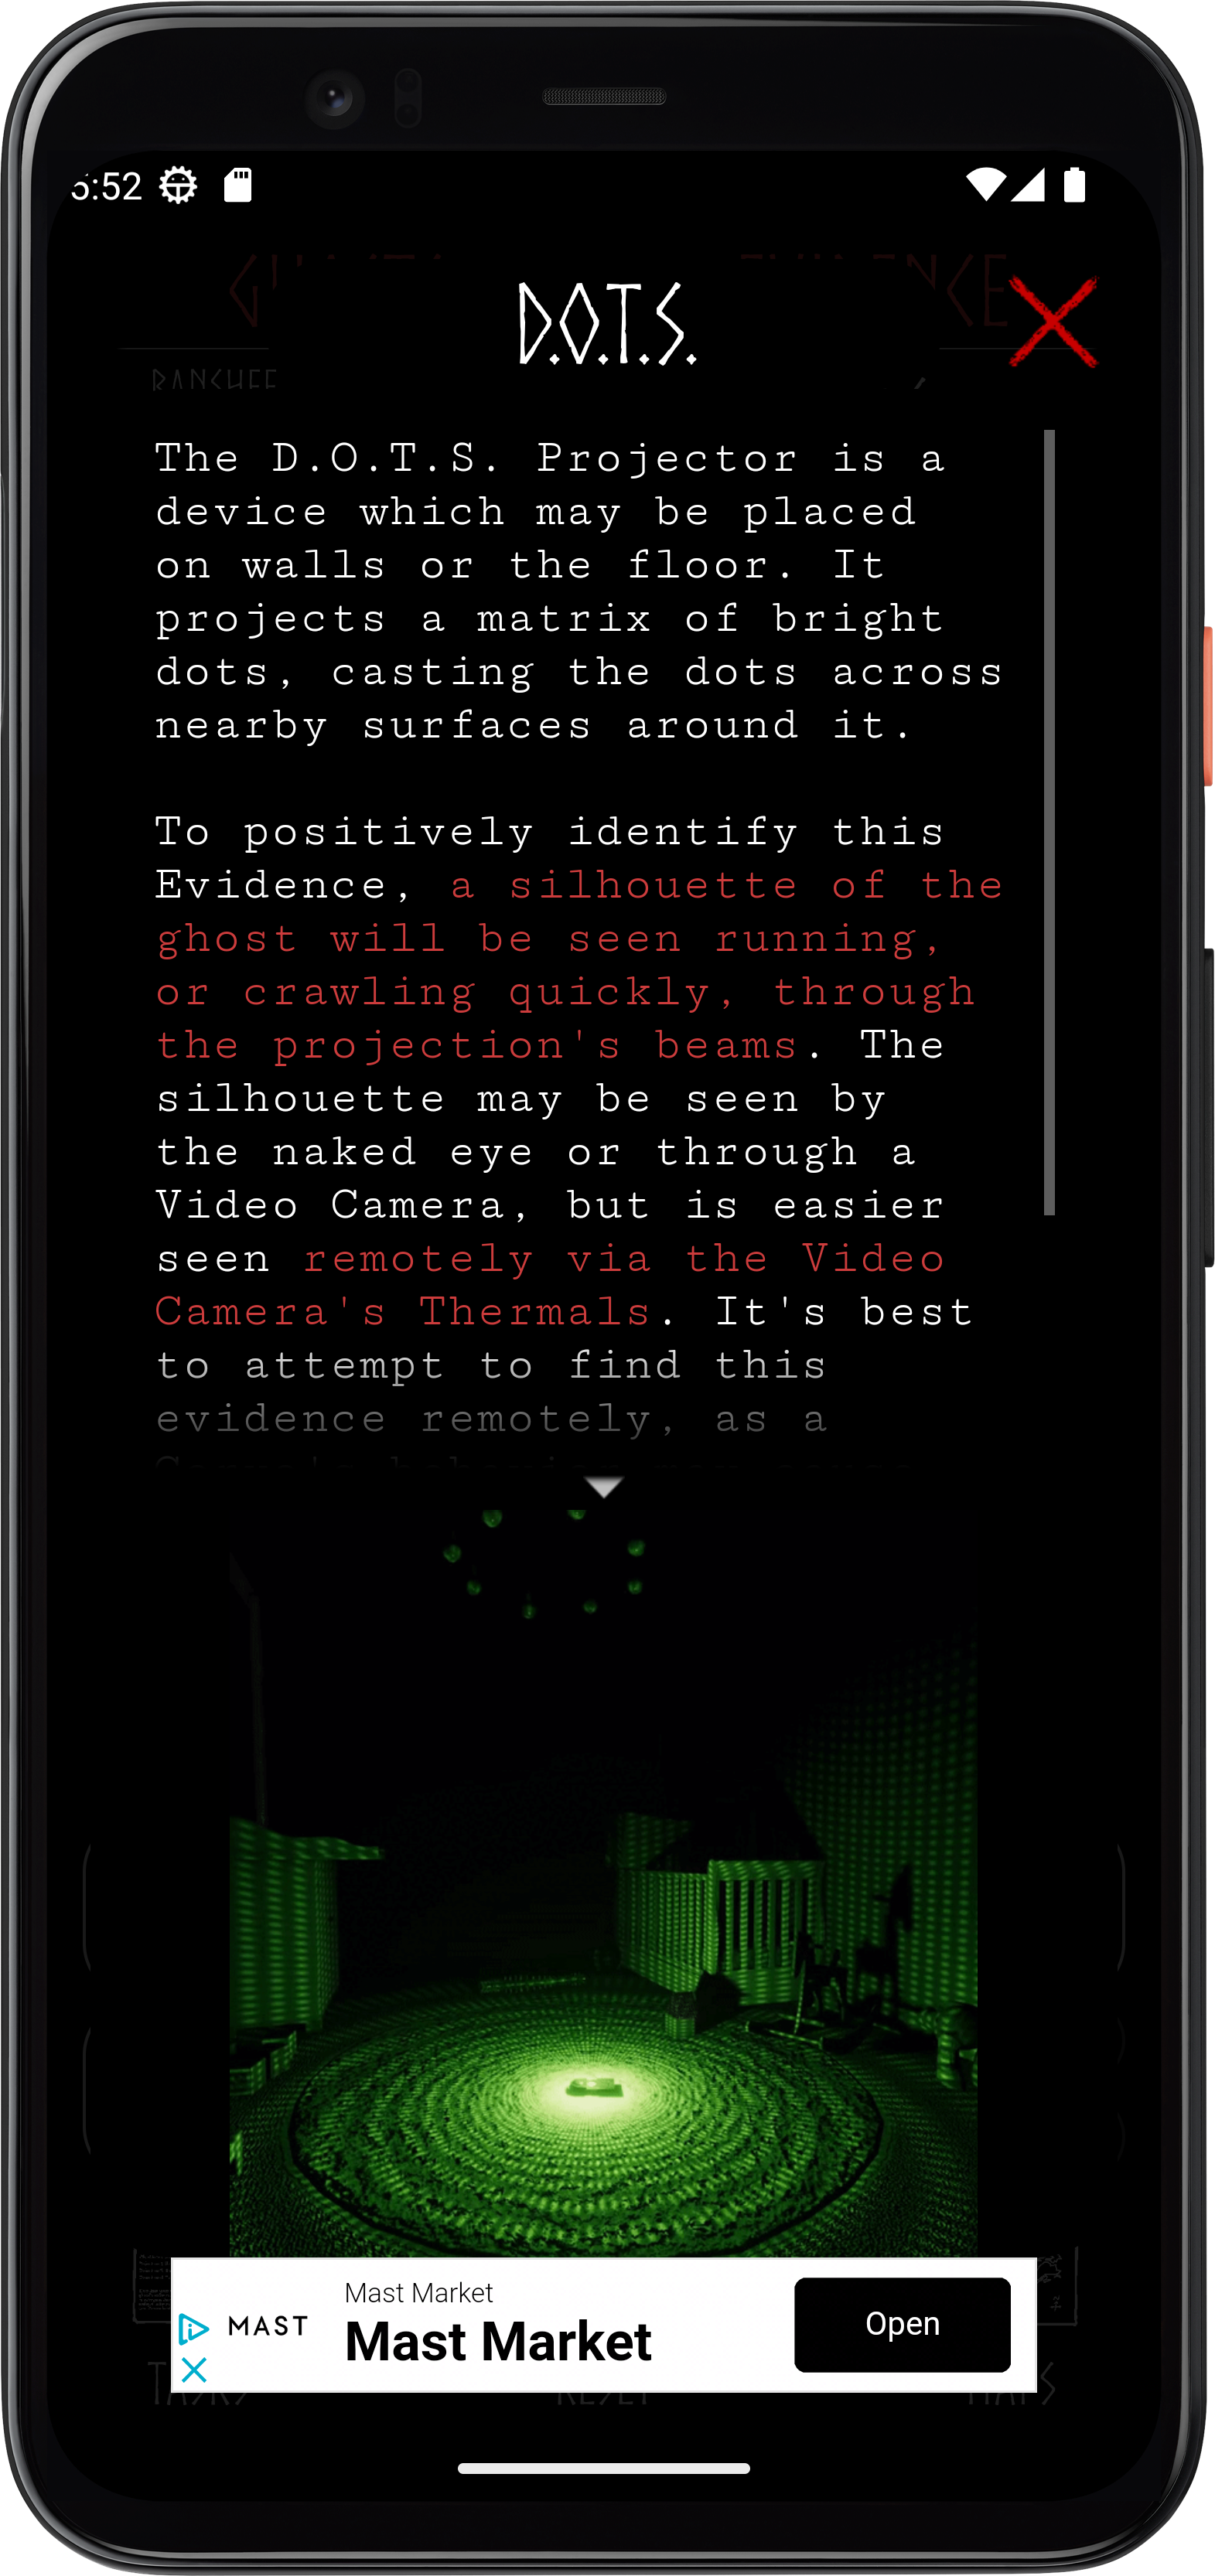 5:52
D.O.T.S.
BANSHEE
The D.O.T.S. Projector is a
device which may be placed
on walls or the floor. It
projects a matrix of bright
dots, casting the dots across
nearby surfaces around it.
To positively identify this
Evidence, a silhouette of the
ghost will be seen running,
or crawling quickly, through
the projection's beams. The
silhouette may be seen by
the naked eye or through a
Video Camera, but is easier
seen remotely via the Video
Camera's Thermals. It's best
to attempt to find this
evidence remotely, as a
MAST
Mast Market
Mast Market
Open
TASKS RESET MAPS